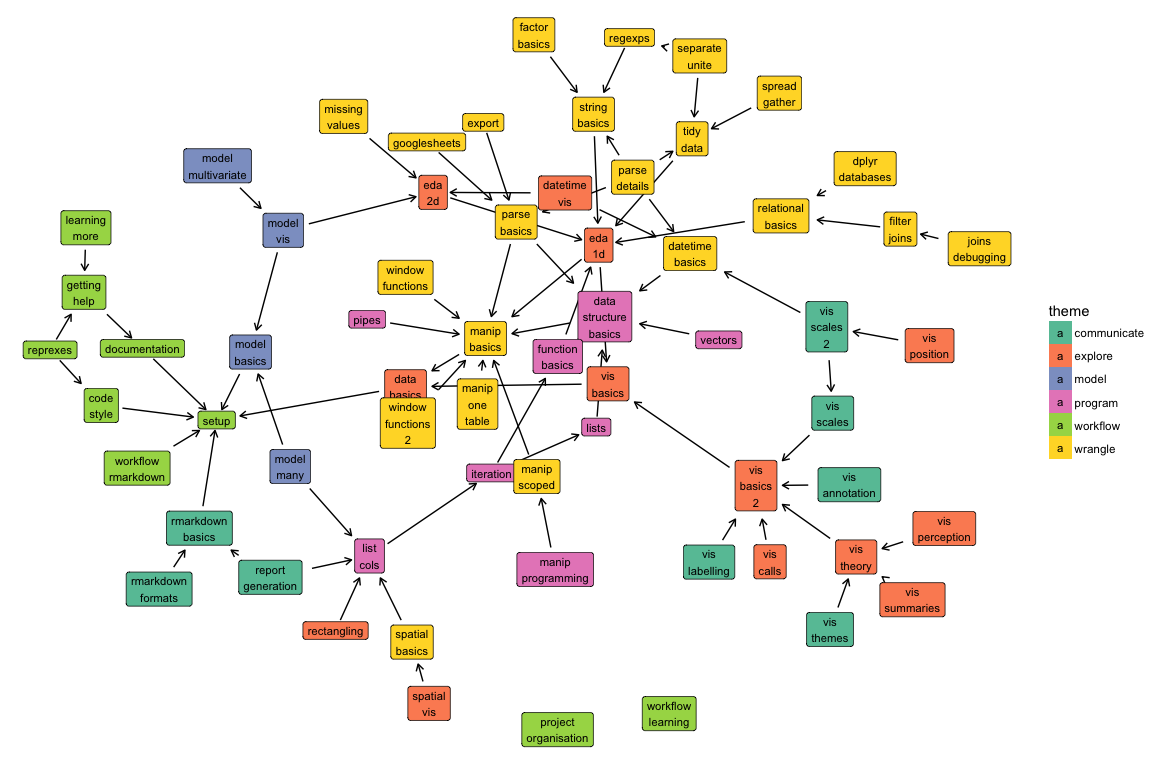 factor
basics
regexps
separate
unite
spread
gather
missing
values
export
string
basics
googlesheets
tidy
data
model
multivariate
dplyr
databases
eda
2d
datetime
vis
parse
details
learning
more
model
vis
parse
basics
relational
basics
filter
joins
joins
debugging
eda
1d
datetime
basics
getting
help
window
functions
data
structure
basics
vis
scales
2
pipes
manip
basics
vectors
vis
position
reprexes
documentation
model
basics
function
basics
data
basics
vis
basics
code
style
setup
window
functions
2
manip
one
table
lists
vis
scales
workflow
rmarkdown
model
many
iteration
manip
scoped
vis
basics
2
vis
annotation
rmarkdown
basics
list
cols
vis
perception
rmarkdown
formats
report
generation
manip
programming
vis
labelling
vis
calls
vis
theory
vis
summaries
rectangling
spatial
basics
vis
themes
spatial
vis
project
organisation
workflow
learning
theme
a communicate
a explore
a model
a program
a workflow
a wrangle